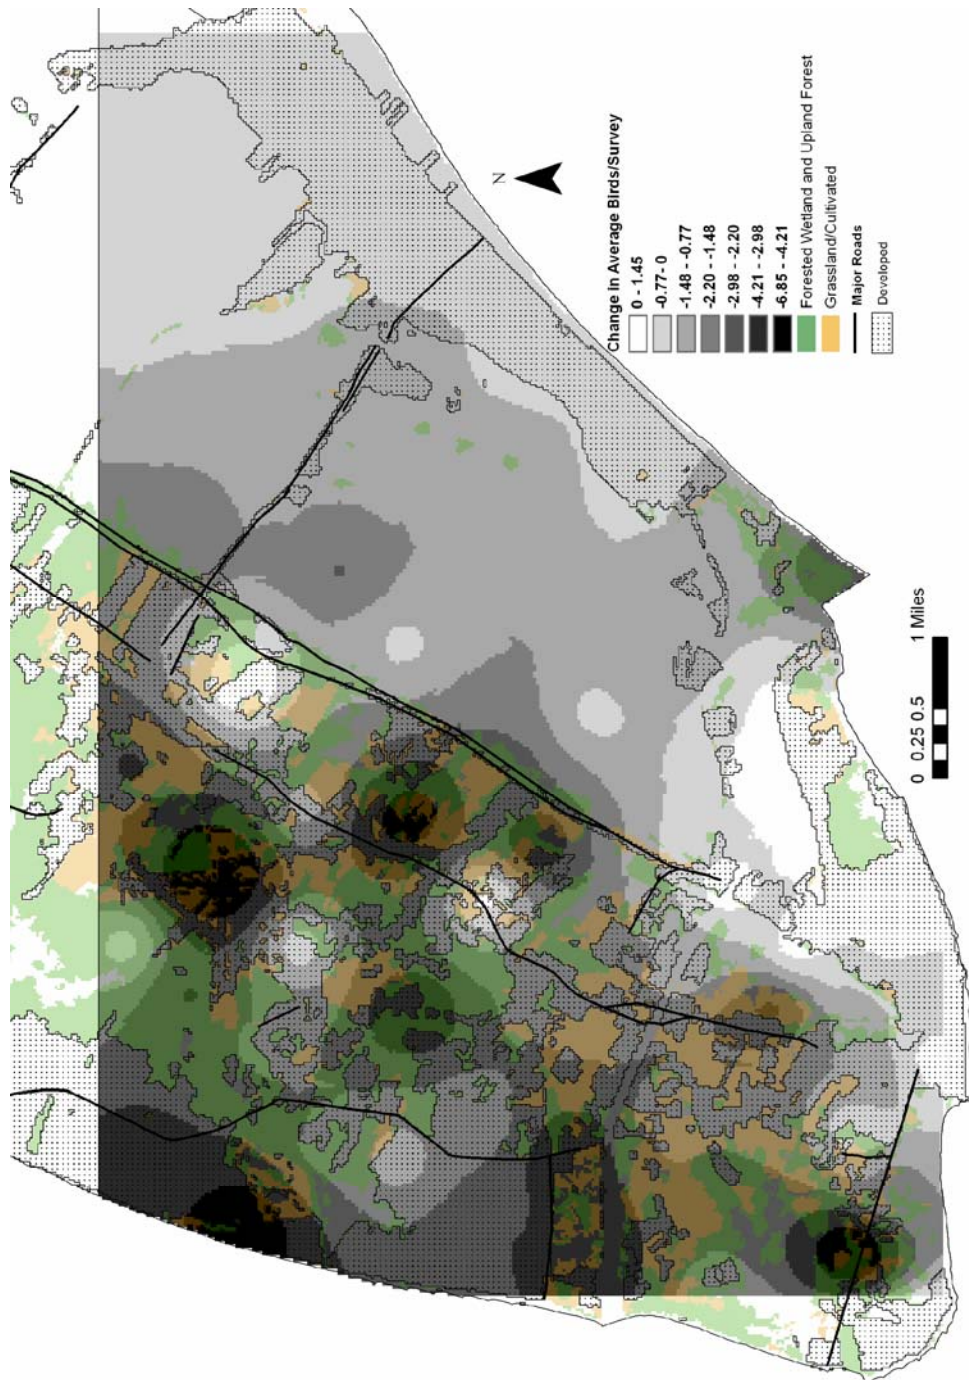 N
Change in Average Birds/Survey
0 - 1.45
-0.77- 0
-1.48 - -0.77
-2.20 - -1.48
-2.98 - -2.20
-4.21 - -2.98
-6.85 - -4.21
Forested Wetland and Upland Forest
Grassland/Cultivated
Major Roads
Developed
0 0.25 0.5 1 Miles